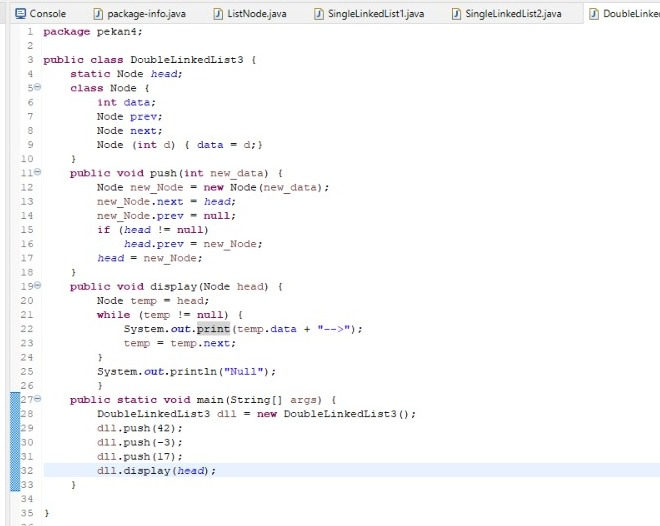 Console package-info.java ListNode.java SingleLinkedList1.java SingleLinkedList2.java DoubleLinke
1 package pekan4;
2
3 public class DoubleLinkedList3 {
4     static Node head;
5     class Node {
6         int data;
7         Node prev;
8         Node next;
9         Node (int d) { data = d;}
10     }
11     public void push(int new_data) {
12         Node new_Node = new Node(new_data);
13         new_Node.next = head;
14         new_Node.prev = null;
15         if (head != null)
16             head.prev = new_Node;
17         head = new_Node;
18     }
19     public void display(Node head) {
20         Node temp = head;
21         while (temp != null) {
22             System.out.print(temp.data + "-->");
23             temp = temp.next;
24         }
25         System.out.println("Null");
26         }
27     public static void main(String[] args) {
28         DoubleLinkedList3 dll = new DoubleLinkedList3();
29         dll.push(42);
30         dll.push(-3);
31         dll.push(17);
32         dll.display(head);
33     }
34
35 }